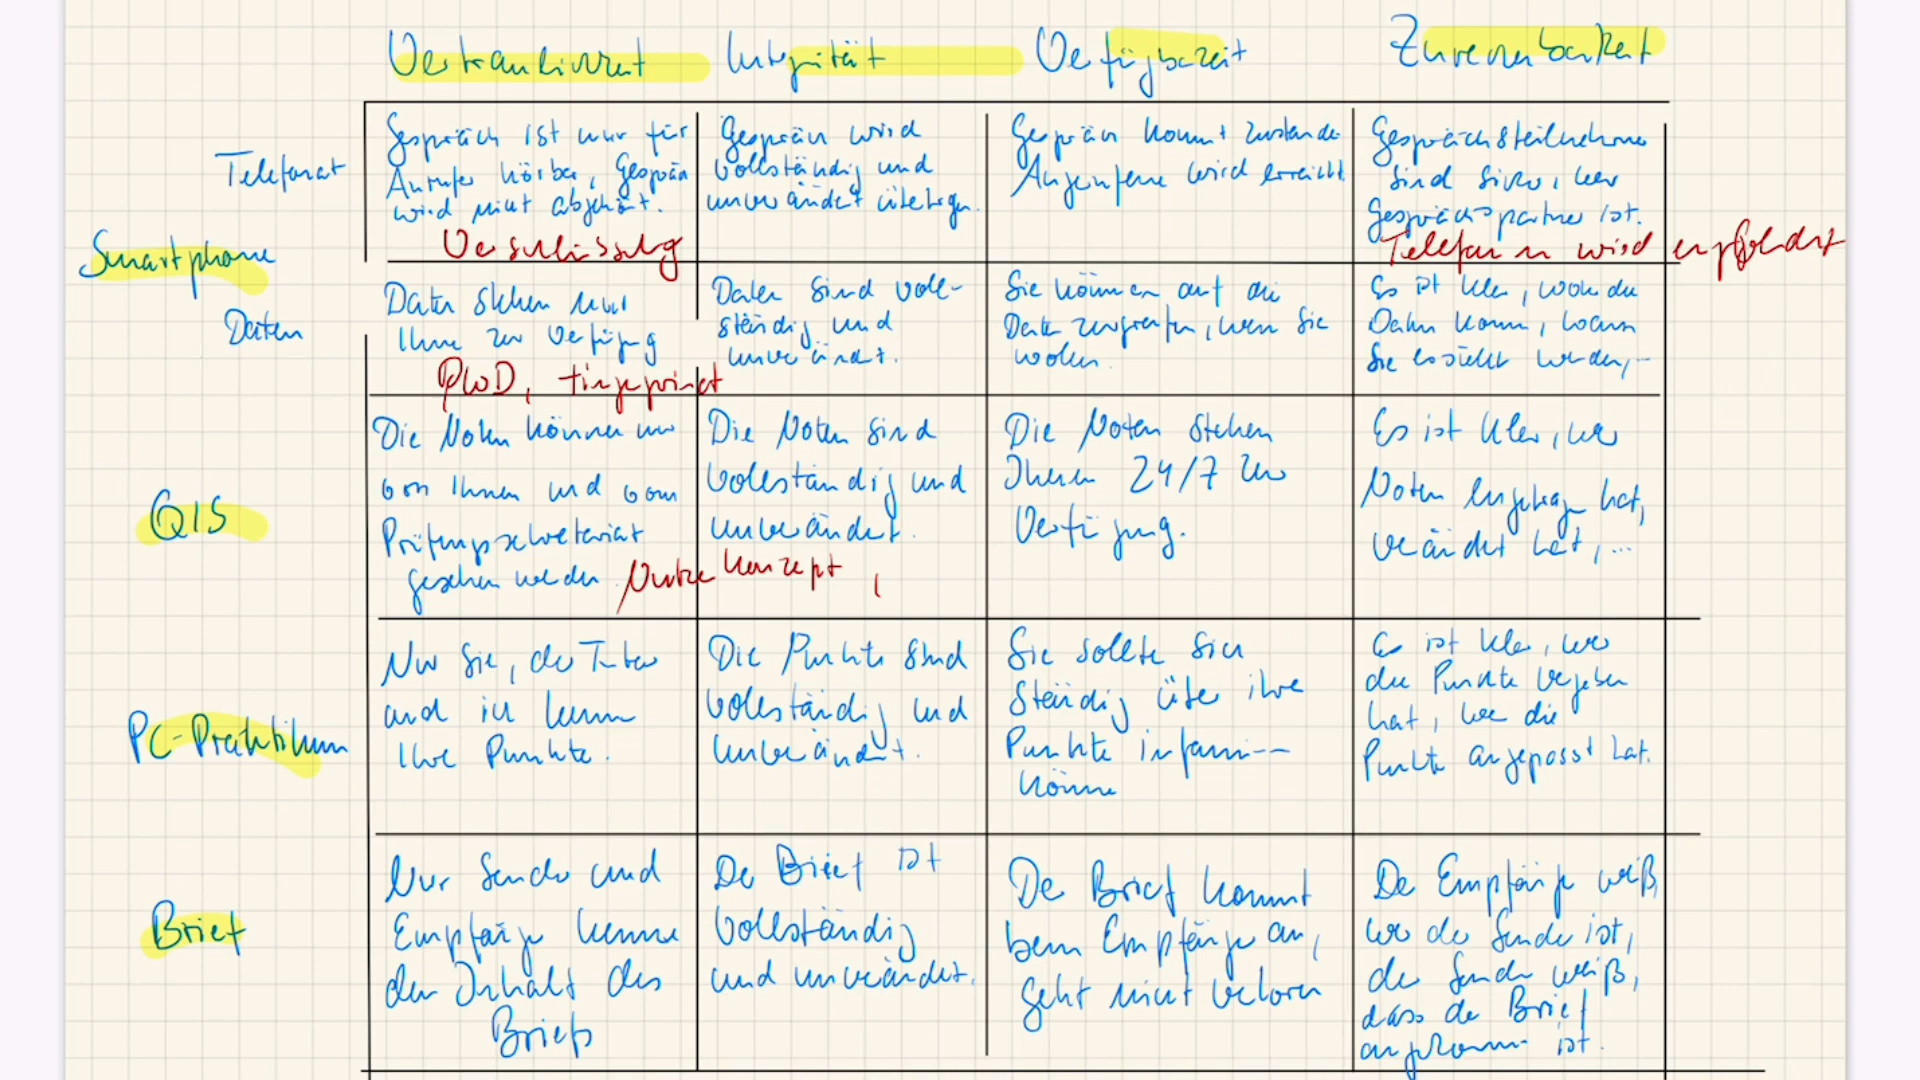 Vertraulichkeit Integrität Verfügbarkeit Zurechenbarkeit
Smartphone
Telefonat
Gespräch ist nur für
Anrufer hörbar, Gespräch
wird nicht abgehört.
Verschlüsselung
Gespräch wird
vollständig und
unverändert übertragen.
Gespräch kommt zustande
Angerufene wird erreicht
Gesprächsteilnehmer
sind sicher, wer
Gesprächspartner ist.
Telefon wird
Daten
Daten stehen nur
Ihnen zur Verfügung
PWD, fingerprint
Daten sind voll-
ständig und
unverändert.
Sie können auf die
Daten zugreifen, wenn Sie
wollen.
Es ist klar, woher die
Daten kommen, wann
Sie erstellt werden, ...
QIS
Die Noten können nur
von Ihnen und vom
Prüfungssekretariat
gesehen werden.
Nutzerkonzept,
Die Noten sind
vollständig und
unverändert.
Die Noten stehen
Ihnen 24/7 zur
Verfügung.
Es ist klar, wer
Noten eingetragen hat,
verändert hat, ...
PC-Praktikum
Nur Sie, der Tutor
und ich kennen
Ihre Punkte.
Die Punkte sind
vollständig und
unverändert.
Sie sollten sich
ständig über ihre
Punkte informieren
können
Es ist klar, wer
die Punkte vergeben
hat, wer die
Punkte angepasst hat.
Brief
Nur Sender und
Empfänger kennen
den Inhalt des
Briefs
Der Brief ist
vollständig
und unverändert.
Der Brief kommt
beim Empfänger an,
geht nicht verloren
Der Empfänger weiß
wer der Sender ist,
der Sender weiß,
dass der Brief
angekommen ist.